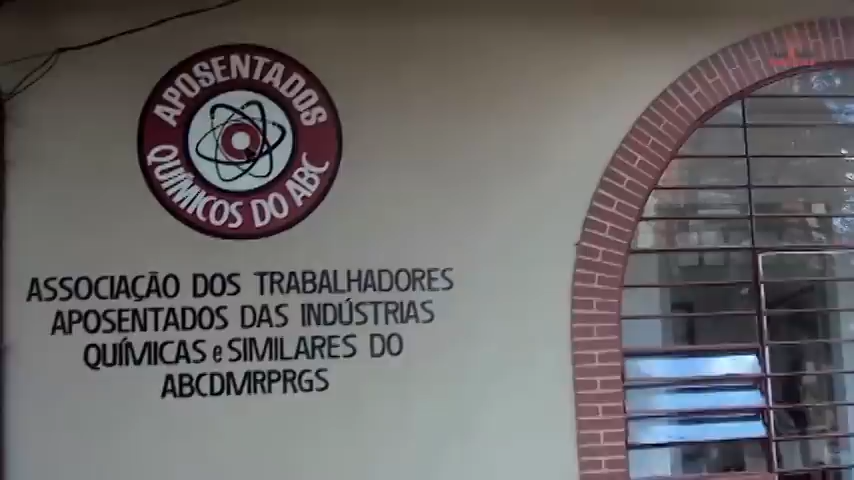 APOSENTADOS
QUÍMICOS DO ABC
ASSOCIAÇÃO DOS TRABALHADORES
APOSENTADOS DAS INDÚSTRIAS
QUÍMICAS e SIMILARES DO
ABCDMRPRGS